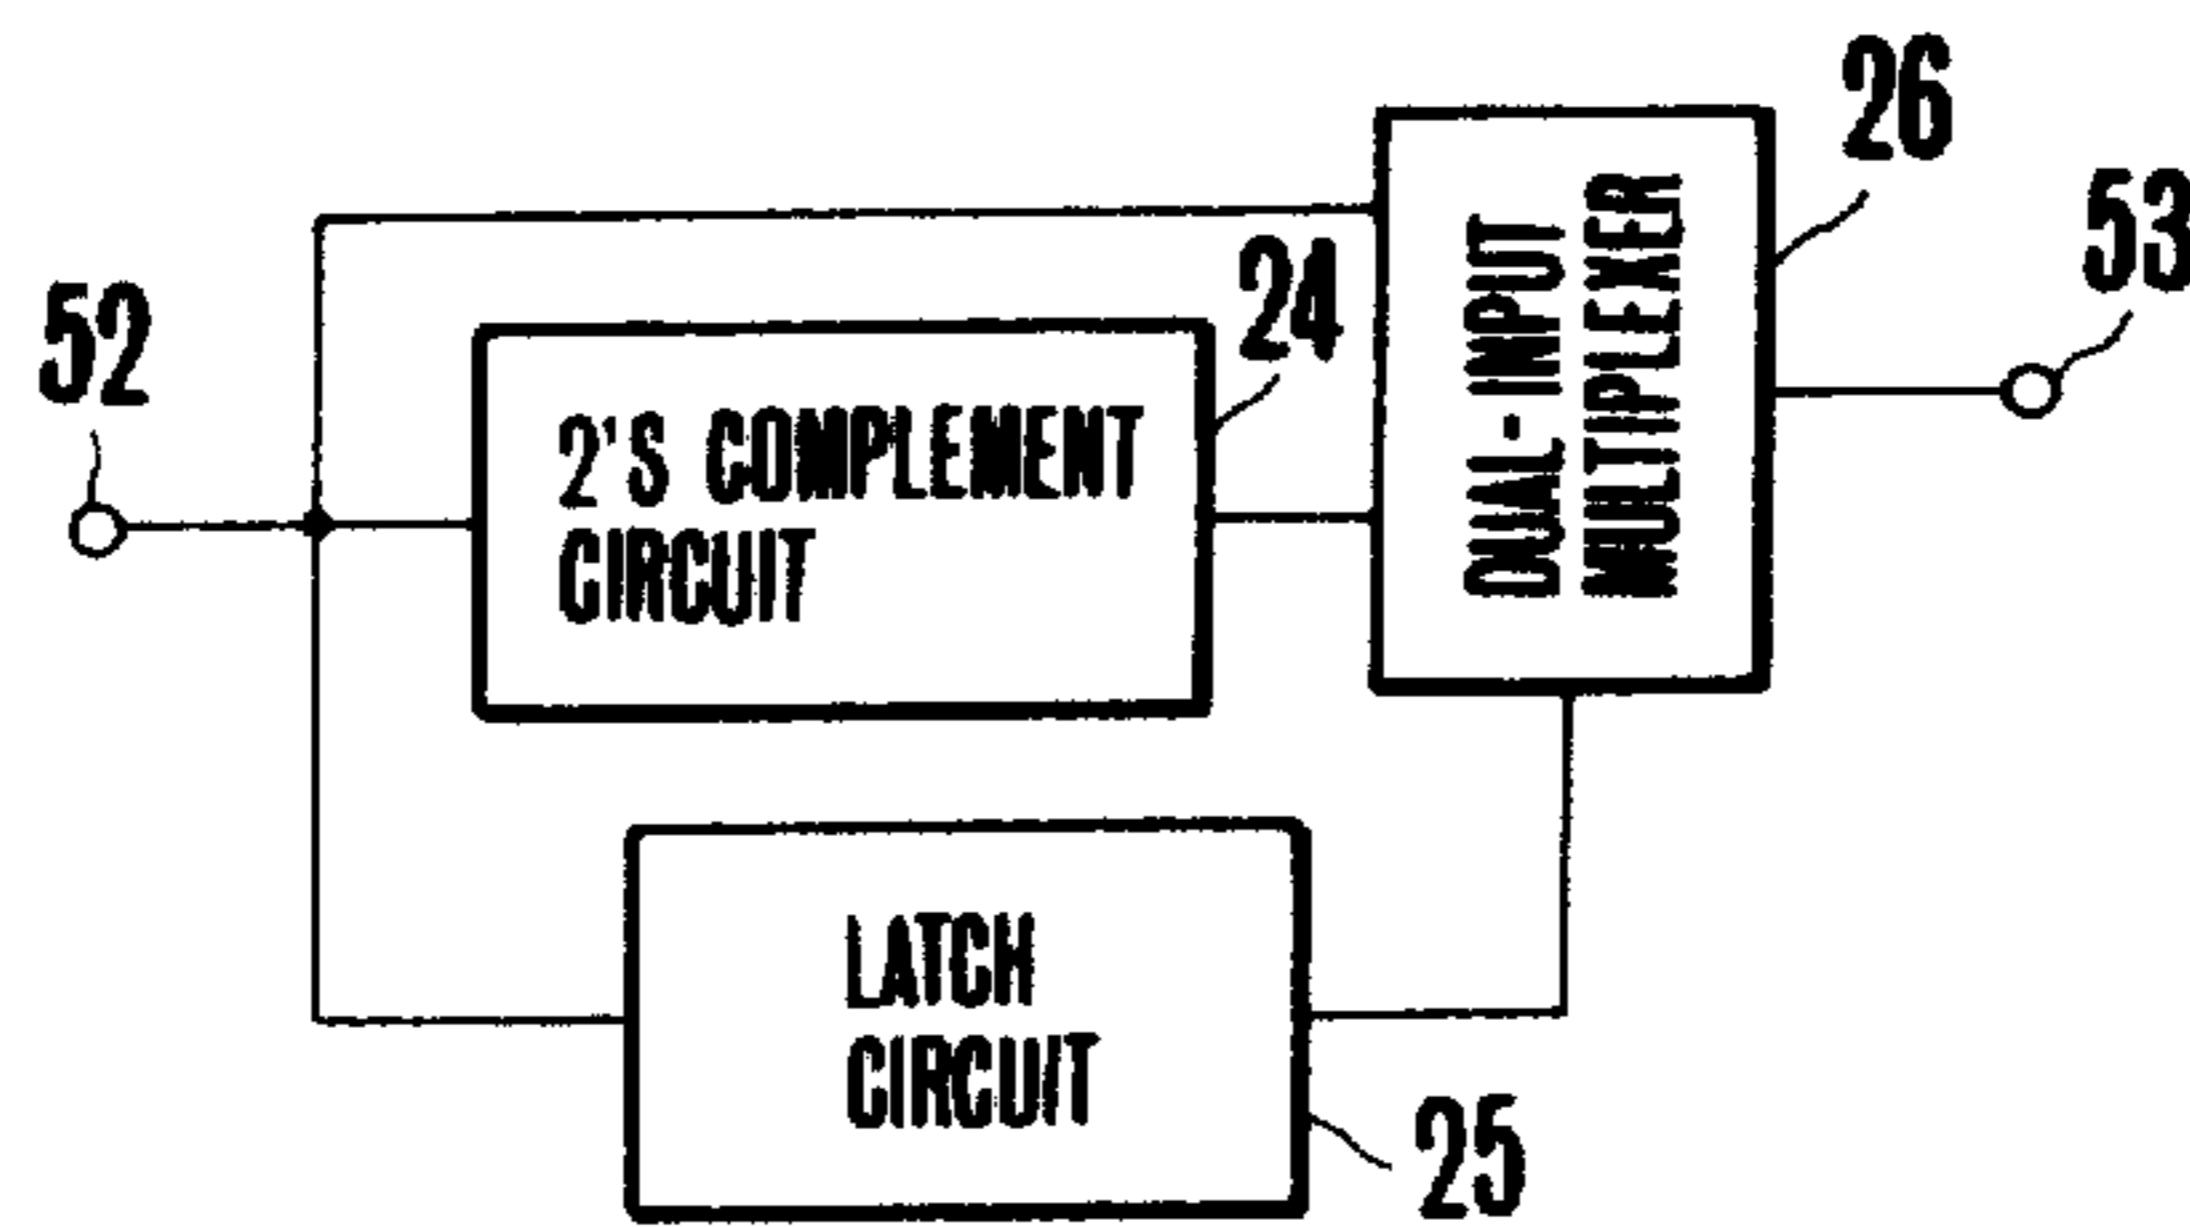 26
53
52
24
DUAL-INPUT
MULTIPLEXER
2'S COMPLEMENT
CIRCUIT
LATCH
CIRCUIT
25